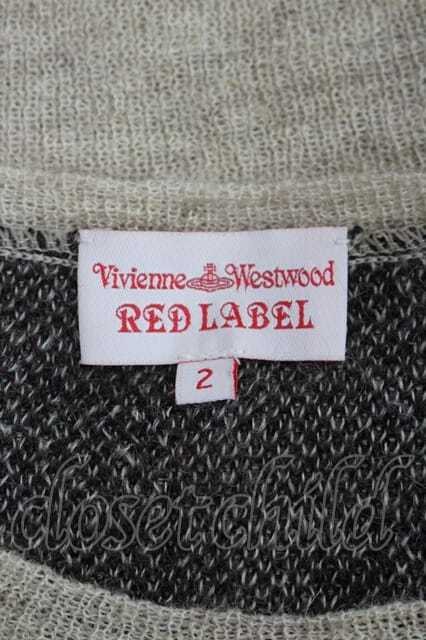 Vivienne Westwood
RED LABEL
2
closetchild